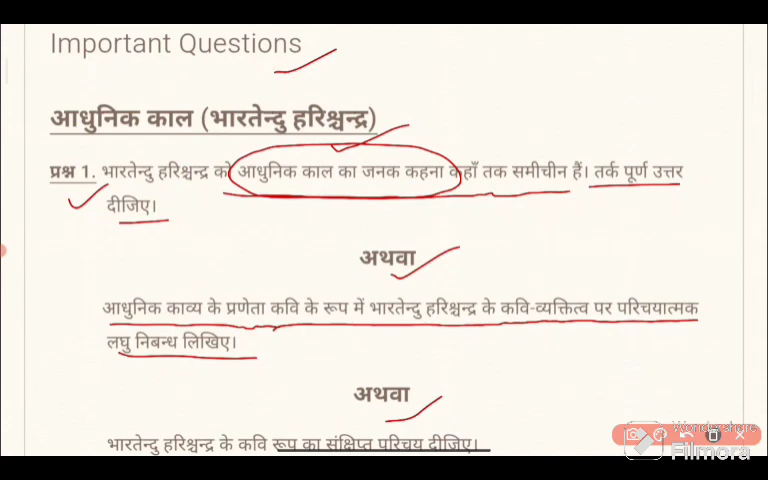 Important Questions
आधुनिक काल (भारतेन्दु हरिश्चन्द्र)
प्रश्न 1. भारतेन्दु हरिश्चन्द्र को आधुनिक काल का जनक कहना कहाँ तक समीचीन हैं। तर्क पूर्ण उत्तर
दीजिए।
अथवा
आधुनिक काव्य के प्रणेता कवि के रूप में भारतेन्दु हरिश्चन्द्र के कवि-व्यक्तित्व पर परिचयात्मक
लघु निबन्ध लिखिए।
अथवा
भारतेन्दु हरिश्चन्द्र के कवि रूप का संक्षिप्त परिचय दीजिए।
Wondershare
Filmora